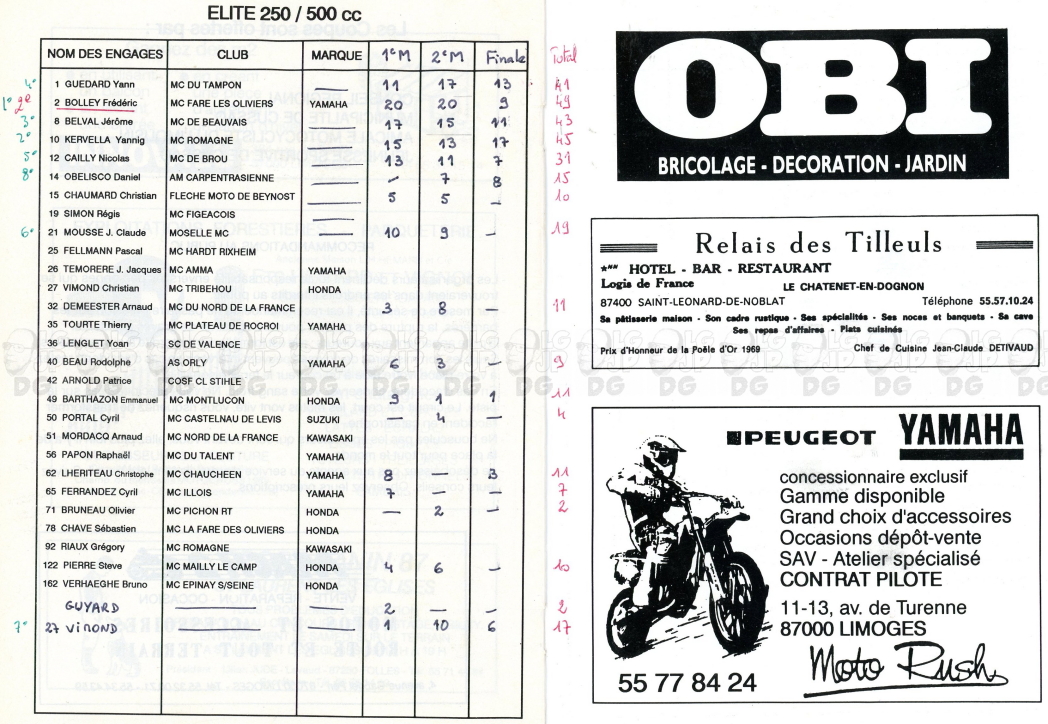 ELITE 250 / 500 cc
NOM DES ENGAGES CLUB MARQUE 1°M 2°M Finale Total
4° 1 GUEDARD Yann MC DU TAMPON — 11 17 13 41
1° 2e 2 BOLLEY Frédéric MC FARE LES OLIVIERS YAMAHA 20 20 9 49
3° 8 BELVAL Jérôme MC DE BEAUVAIS — 17 15 11 43
2° 10 KERVELLA Yannig MC ROMAGNE — 15 13 17 45
5° 12 CAILLY Nicolas MC DE BROU — 13 11 7 31
8° 14 OBELISCO Daniel AM CARPENTRASIENNE — — 7 8 15
15 CHAUMARD Christian FLECHE MOTO DE BEYNOST — 5 5 — 10
19 SIMON Régis MC FIGEACOIS —
6° 21 MOUSSE J. Claude MOSELLE MC — 10 9 — 19
25 FELLMANN Pascal MC HARDT RIXHEIM
26 TEMORERE J. Jacques MC AMMA YAMAHA
27 VIMOND Christian MC TRIBEHOU HONDA
32 DEMEESTER Arnaud MC DU NORD DE LA FRANCE — 3 8 — 11
35 TOURTE Thierry MC PLATEAU DE ROCROI YAMAHA
36 LENGLET Yoan SC DE VALENCE
40 BEAU Rodolphe AS ORLY YAMAHA 6 3 — 9
42 ARNOLD Patrice COSF CL STIHLE
49 BARTHAZON Emmanuel MC MONTLUCON HONDA 9 1 1 11
50 PORTAL Cyril MC CASTELNAU DE LEVIS SUZUKI — 4 — 4
51 MORDACQ Arnaud MC NORD DE LA FRANCE KAWASAKI
56 PAPON Raphaël MC DU TALENT YAMAHA
62 LHERITEAU Christophe MC CHAUCHEEN YAMAHA 8 — 3 11
65 FERRANDEZ Cyril MC ILLOIS YAMAHA 7 — — 7
71 BRUNEAU Olivier MC PICHON RT HONDA — 2 — 2
78 CHAVE Sébastien MC LA FARE DES OLIVIERS HONDA
92 RIAUX Grégory MC ROMAGNE KAWASAKI
122 PIERRE Steve MC MAILLY LE CAMP HONDA 4 6 — 10
162 VERHAEGHE Bruno MC EPINAY S/SEINE HONDA
GUYARD — — 2 — — 2
7° 27 VIMOND — — 1 10 6 17
OBI
BRICOLAGE - DECORATION - JARDIN
Relais des Tilleuls
HOTEL - BAR - RESTAURANT
Logis de France LE CHATENET-EN-DOGNON
87400 SAINT-LEONARD-DE-NOBLAT Téléphone 55.57.10.24
Sa pâtisserie maison - Son cadre rustique - Ses spécialités - Ses noces et banquets - Sa cave
Ses repas d'affaires - Plats cuisinés
Prix d'Honneur de la Poêle d'Or 1969 Chef de Cuisine Jean-Claude DETIVAUD
PEUGEOT YAMAHA
concessionnaire exclusif
Gamme disponible
Grand choix d'accessoires
Occasions dépôt-vente
SAV - Atelier spécialisé
CONTRAT PILOTE
11-13, av. de Turenne
87000 LIMOGES
Moto Rush
55 77 84 24